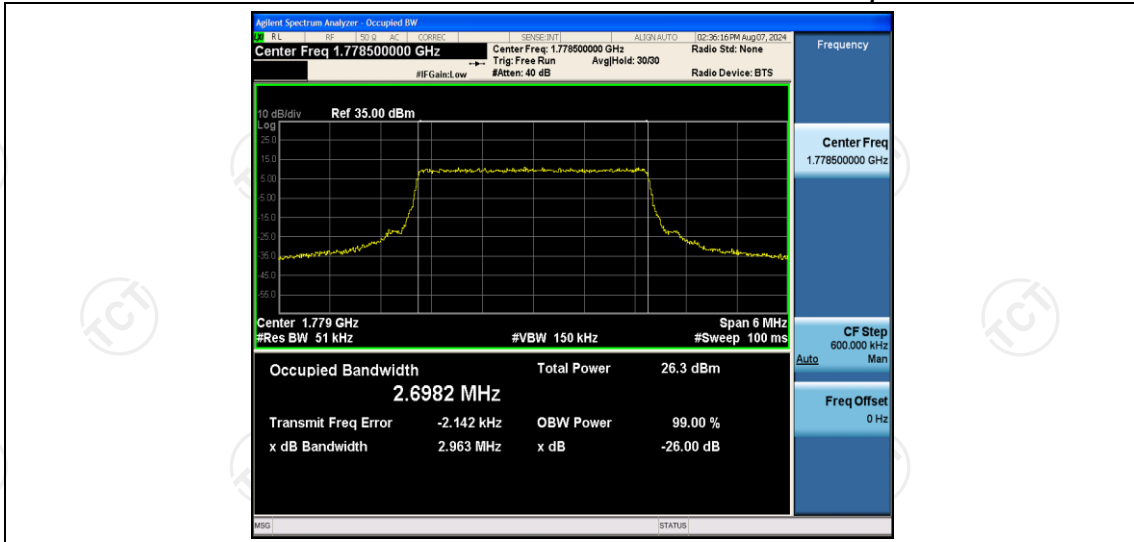 Agilent Spectrum Analyzer - Occupied BW
RL RF 50 Ω AC CORREC SENSE:INT ALIGN AUTO 02:36:16 PM Aug 07, 2024
Center Freq 1.778500000 GHz Center Freq: 1.778500000 GHz Radio Std: None
Trig: Free Run Avg|Hold: 30/30
#IFGain:Low #Atten: 40 dB Radio Device: BTS
Frequency
10 dB/div Ref 35.00 dBm
Log
25.0
15.0
5.00
-5.00
-15.0
-25.0
-35.0
-45.0
-55.0
Center 1.779 GHz Span 6 MHz
#Res BW 51 kHz #VBW 150 kHz #Sweep 100 ms
Occupied Bandwidth Total Power 26.3 dBm
2.6982 MHz
Transmit Freq Error -2.142 kHz OBW Power 99.00 %
x dB Bandwidth 2.963 MHz x dB -26.00 dB
Center Freq
1.778500000 GHz
CF Step
600.000 kHz
Auto Man
Freq Offset
0 Hz
MSG STATUS
TCT
TCT
TCT
TCT
TCT
TCT